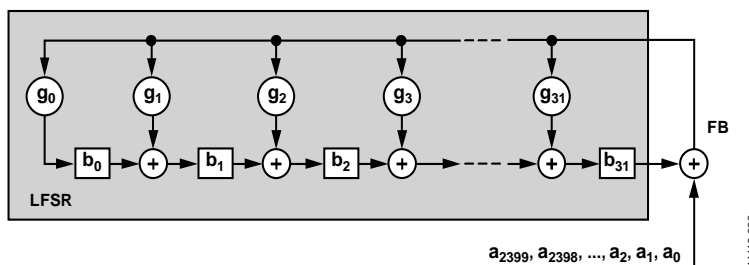 g0
g1
g2
g3
g31
FB
b0
+
b1
+
b2
+
+
b31
+
LFSR
a2399, a2398, ..., a2, a1, a0